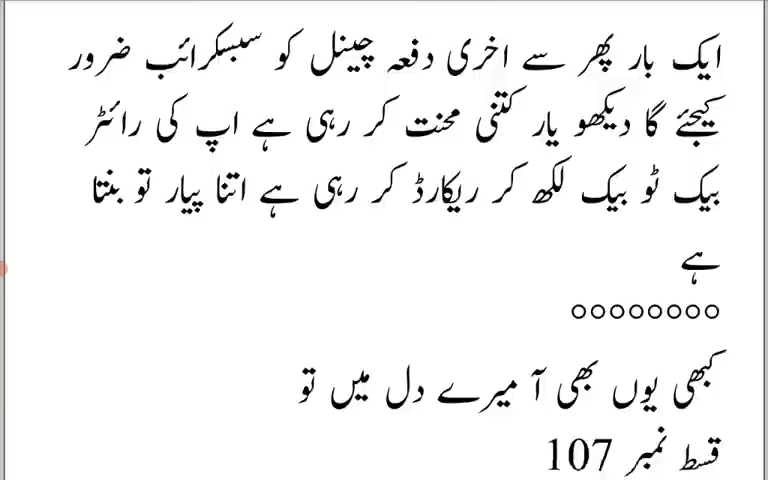 ایک بار پھر سے اخری دفعہ چینل کو سبسکرائب ضرور
کیجئے گا دیکھو یار کتنی محنت کر رہی ہے اپ کی رائٹر
بیک ٹو بیک لکھ کر ریکارڈ کر رہی ہے اتنا پیار تو بنتا
ہے
○○○○○○○○
کبھی یوں بھی آ میرے دل میں تو
قسط نمبر 107